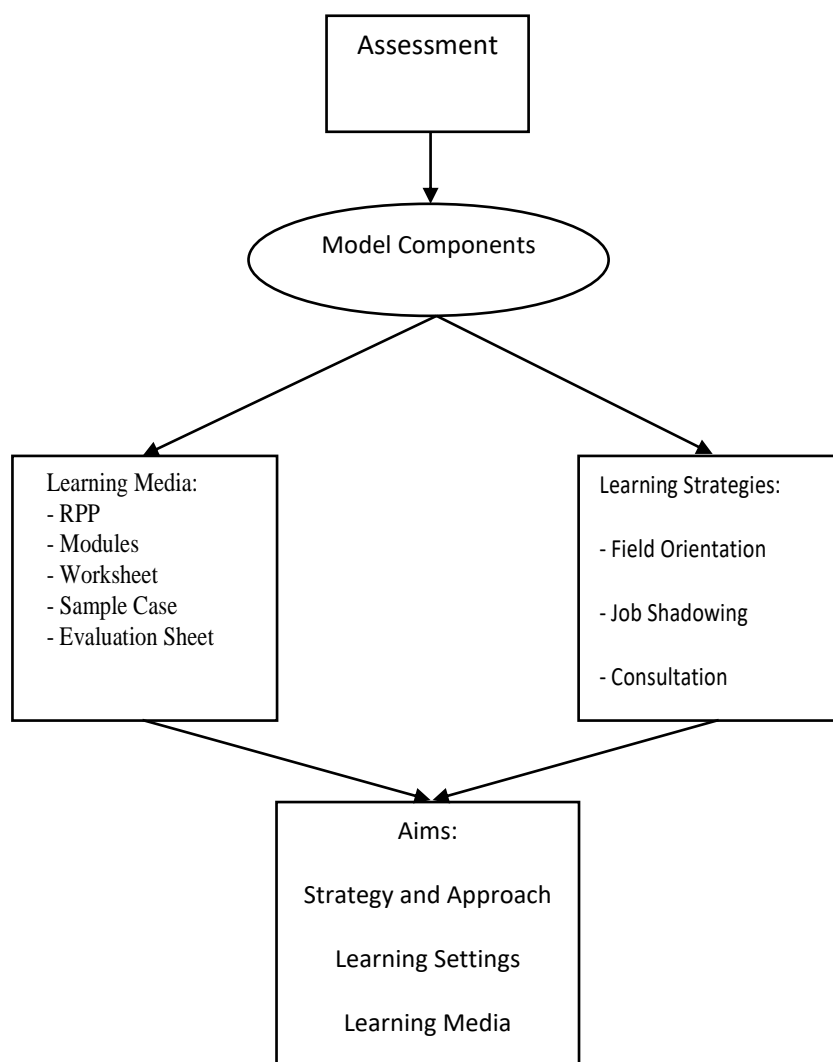 Assessment
Model Components
Learning Media:
- RPP
- Modules
- Worksheet
- Sample Case
- Evaluation Sheet
Learning Strategies:
- Field Orientation
- Job Shadowing
- Consultation
Aims:
Strategy and Approach
Learning Settings
Learning Media